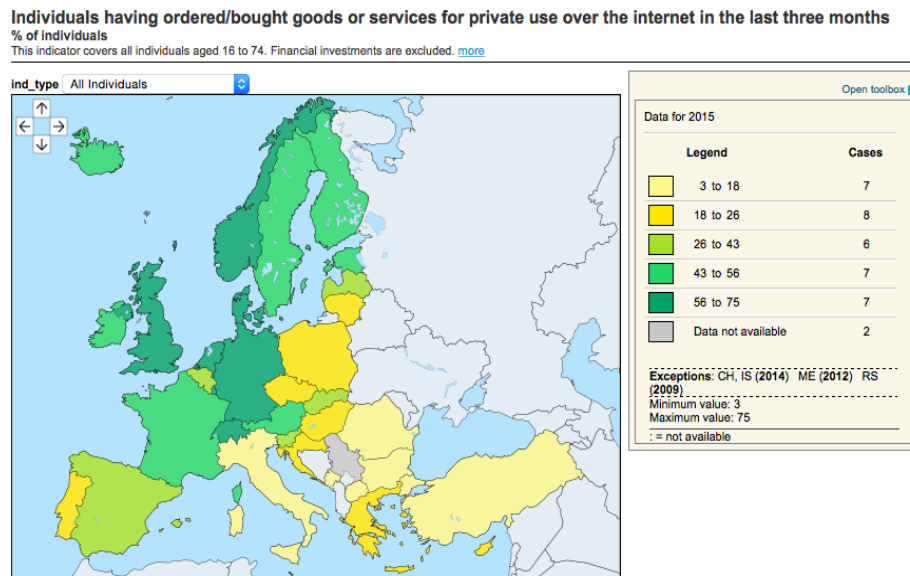 Individuals having ordered/bought goods or services for private use over the internet in the last three months
% of individuals
This indicator covers all individuals aged 16 to 74. Financial investments are excluded. more
ind_type All Individuals
Open toolbox
Data for 2015
Legend Cases
3 to 18 7
18 to 26 8
26 to 43 6
43 to 56 7
56 to 75 7
Data not available 2
Exceptions: CH, IS (2014) ME (2012) RS
(2009)
Minimum value: 3
Maximum value: 75
: = not available